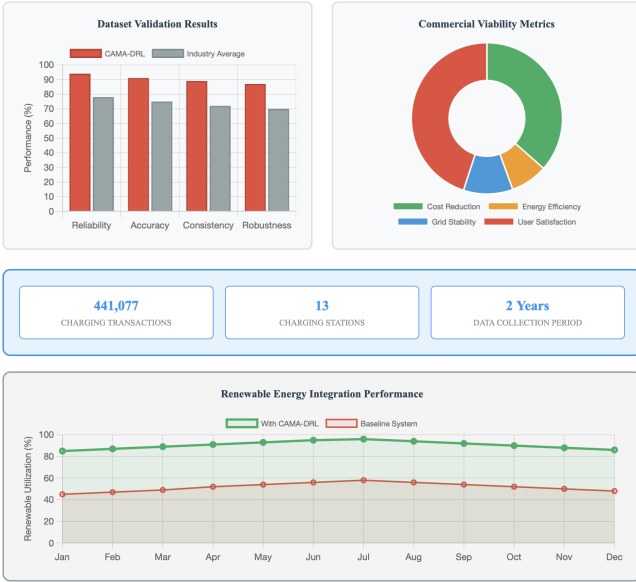 Dataset Validation Results
CAMA-DRL Industry Average
Performance (%)
100
90
80
70
60
50
40
30
20
10
0
Reliability Accuracy Consistency Robustness
Commercial Viability Metrics
Cost Reduction Energy Efficiency
Grid Stability User Satisfaction
441,077
CHARGING TRANSACTIONS
13
CHARGING STATIONS
2 Years
DATA COLLECTION PERIOD
Renewable Energy Integration Performance
With CAMA-DRL Baseline System
Renewable Utilization (%)
100
80
60
40
20
0
Jan Feb Mar Apr May Jun Jul Aug Sep Oct Nov Dec